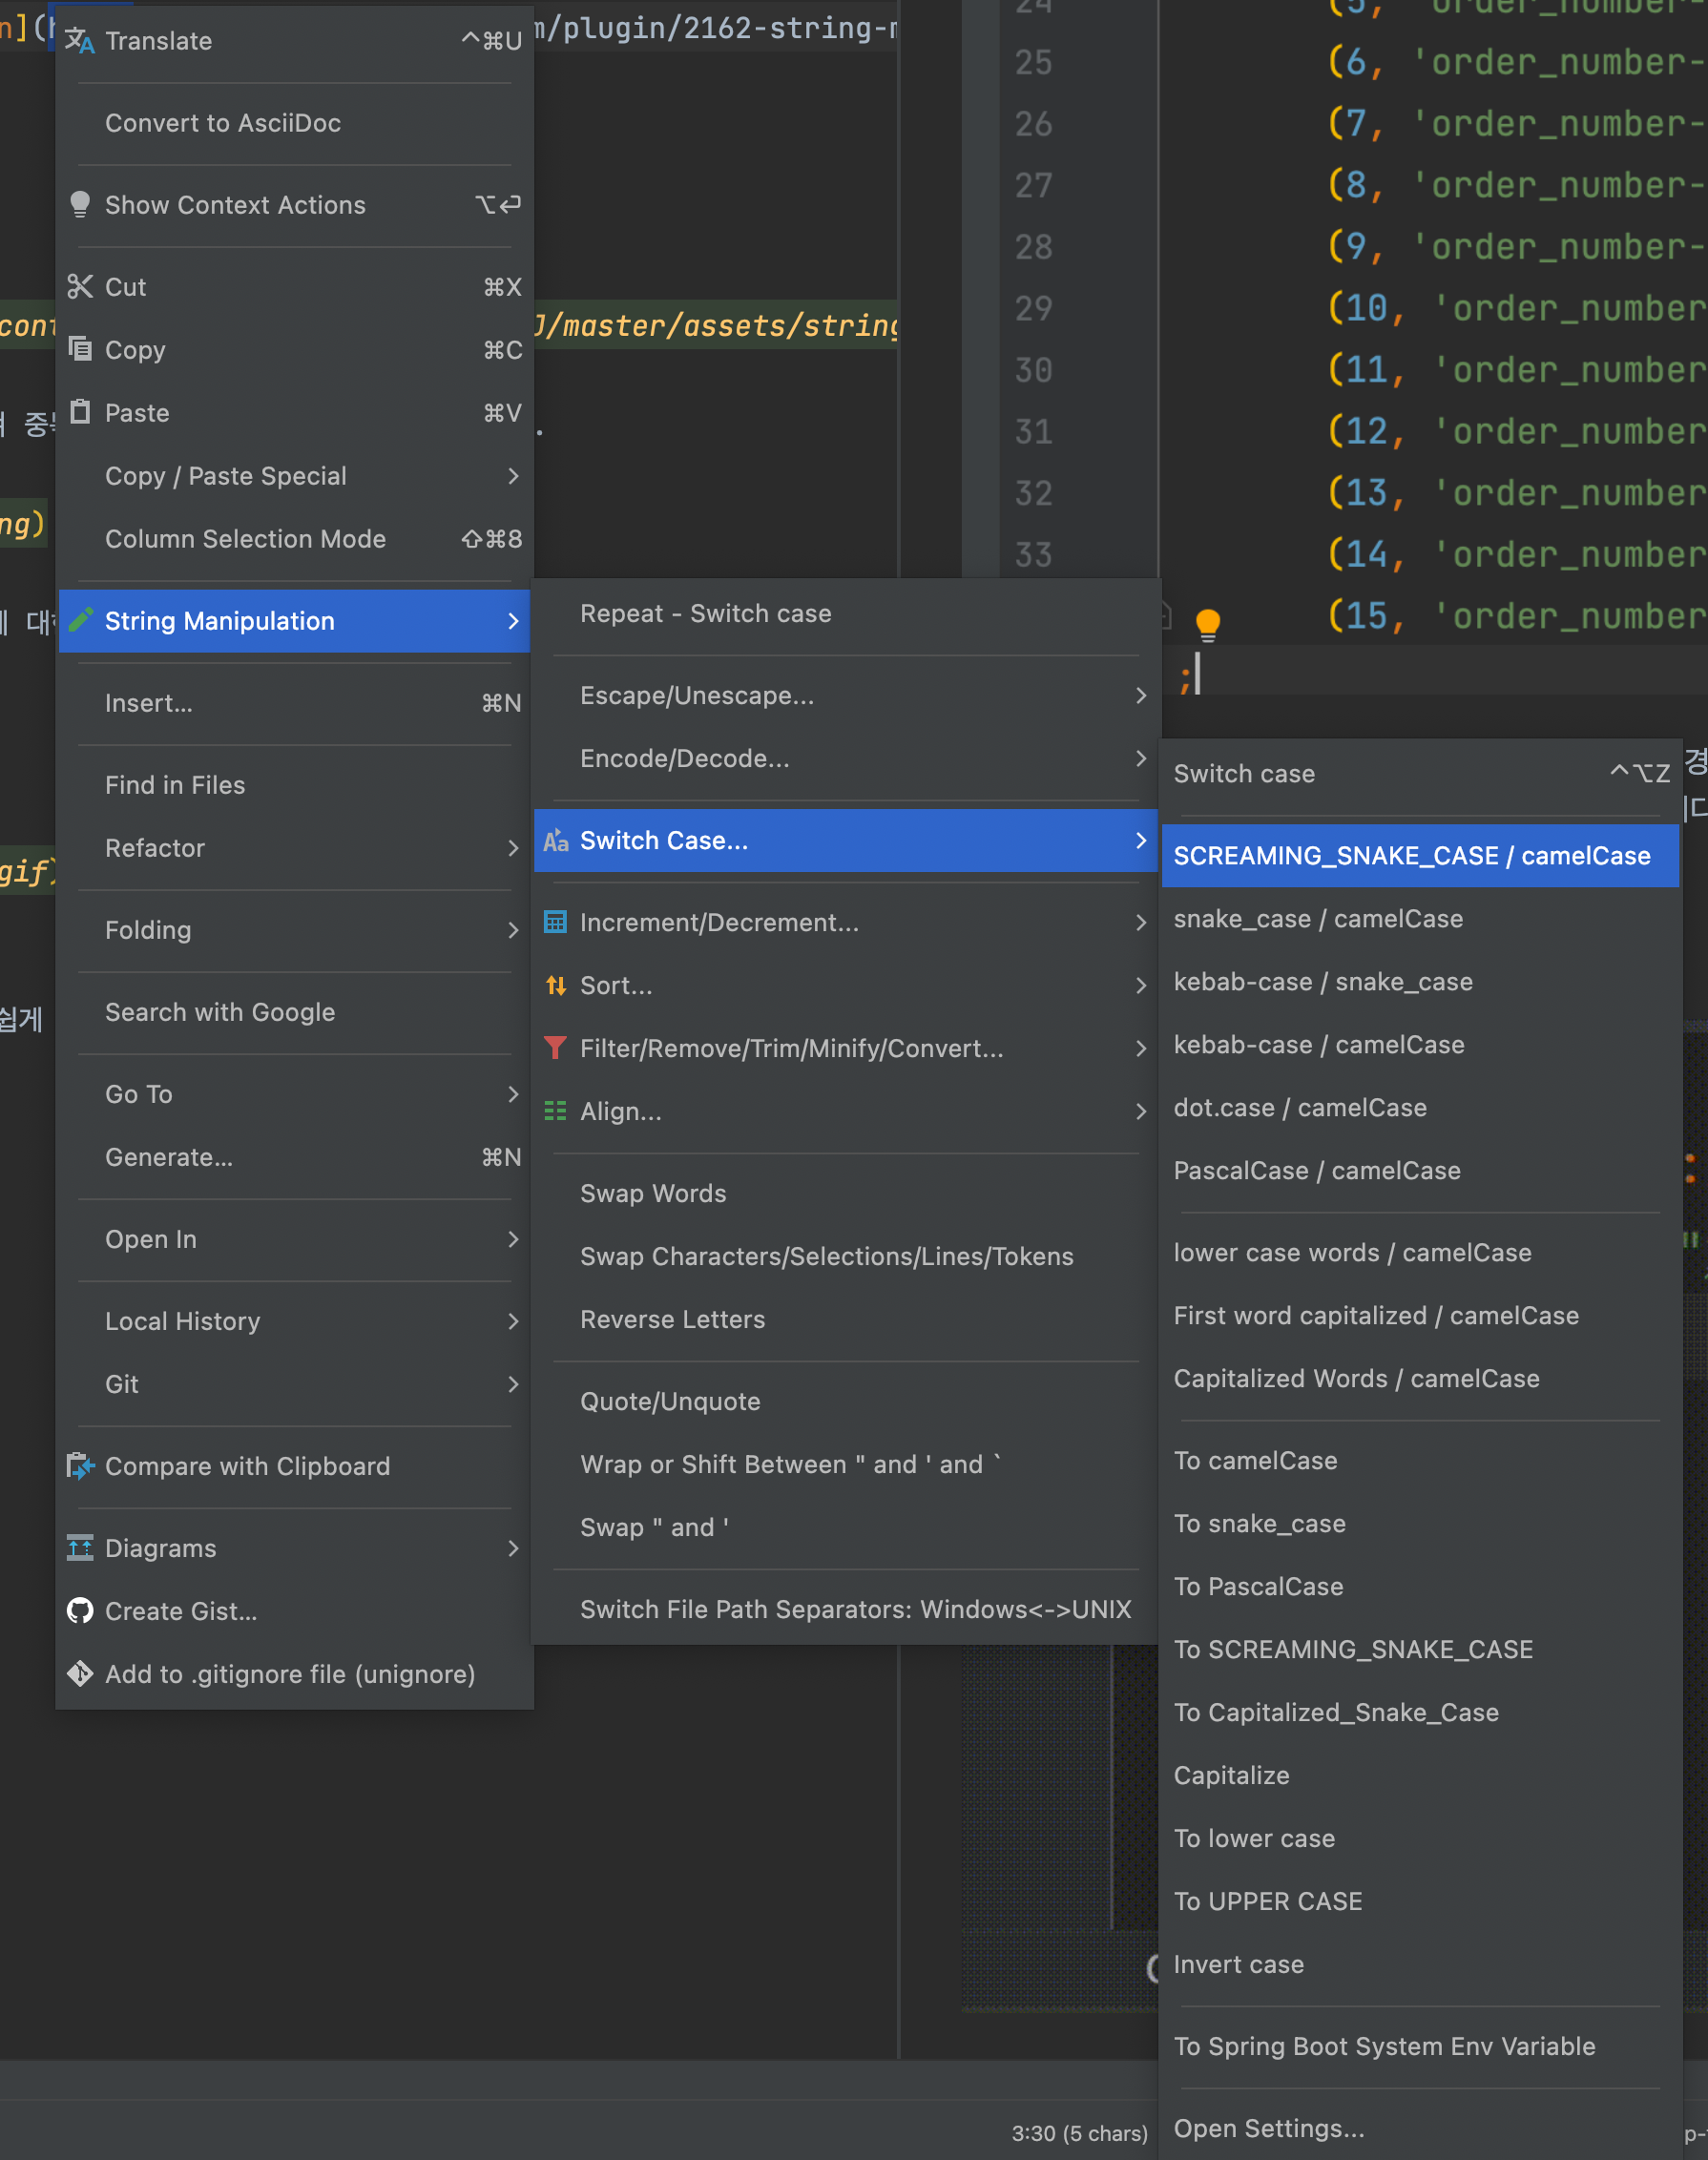 n](h
m/plugin/2162-string-
Translate ^⌘U
Convert to AsciiDoc
Show Context Actions ⌥⏎
Cut ⌘X
cont
J/master/assets/string
Copy ⌘C
Paste ⌘V
.
Copy / Paste Special
ng)
Column Selection Mode ⇧⌘8
String Manipulation
Insert... ⌘N
Find in Files
Refactor
gif)
Folding
Search with Google
쉽게
Go To
Generate... ⌘N
Open In
Local History
Git
Compare with Clipboard
Diagrams
Create Gist...
Add to .gitignore file (unignore)
Repeat - Switch case
Escape/Unescape...
Encode/Decode...
Switch Case...
Increment/Decrement...
Sort...
Filter/Remove/Trim/Minify/Convert...
Align...
Swap Words
Swap Characters/Selections/Lines/Tokens
Reverse Letters
Quote/Unquote
Wrap or Shift Between " and ' and `
Swap " and '
Switch File Path Separators: Windows<->UNIX
24 (5, 'order_number-
25 (6, 'order_number-
26 (7, 'order_number-
27 (8, 'order_number-
28 (9, 'order_number-
29 (10, 'order_number
30 (11, 'order_number
31 (12, 'order_number
32 (13, 'order_number
33 (14, 'order_number
(15, 'order_number
;
경
Switch case ^⌥Z
SCREAMING_SNAKE_CASE / camelCase
snake_case / camelCase
kebab-case / snake_case
kebab-case / camelCase
dot.case / camelCase
PascalCase / camelCase
lower case words / camelCase
First word capitalized / camelCase
Capitalized Words / camelCase
To camelCase
To snake_case
To PascalCase
To SCREAMING_SNAKE_CASE
To Capitalized_Snake_Case
Capitalize
To lower case
To UPPER CASE
Invert case
To Spring Boot System Env Variable
Open Settings...
3:30 (5 chars)
p-